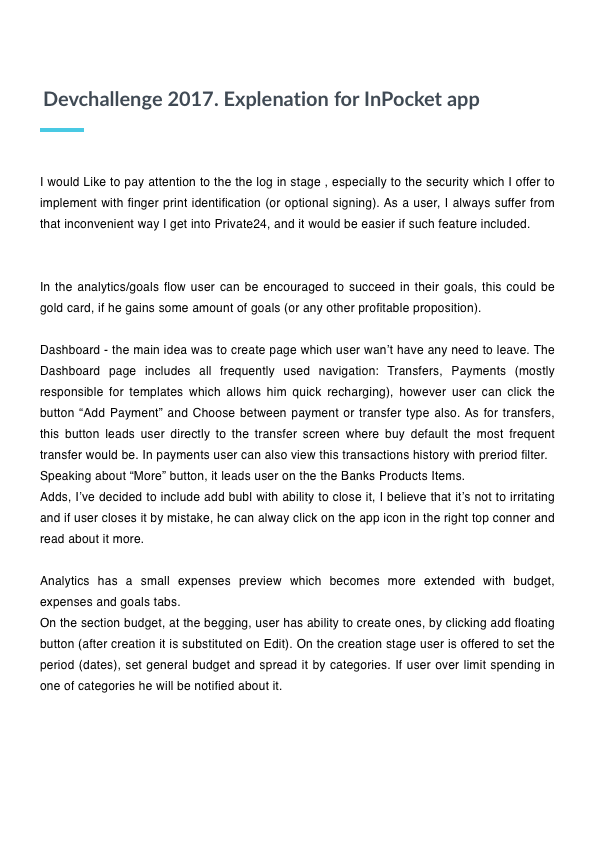 Devchallenge 2017. Explenation for InPocket app
I would Like to pay attention to the the log in stage , especially to the security which I offer to
implement with finger print identification (or optional signing). As a user, I always suffer from
that inconvenient way I get into Private24, and it would be easier if such feature included.
In the analytics/goals flow user can be encouraged to succeed in their goals, this could be
gold card, if he gains some amount of goals (or any other profitable proposition).
Dashboard - the main idea was to create page which user wan’t have any need to leave. The
Dashboard page includes all frequently used navigation: Transfers, Payments (mostly
responsible for templates which allows him quick recharging), however user can click the
button “Add Payment” and Choose between payment or transfer type also. As for transfers,
this button leads user directly to the transfer screen where buy default the most frequent
transfer would be. In payments user can also view this transactions history with preriod filter.
Speaking about “More” button, it leads user on the the Banks Products Items.
Adds, I’ve decided to include add bubl with ability to close it, I believe that it’s not to irritating
and if user closes it by mistake, he can alway click on the app icon in the right top conner and
read about it more.
Analytics has a small expenses preview which becomes more extended with budget,
expenses and goals tabs.
On the section budget, at the begging, user has ability to create ones, by clicking add floating
button (after creation it is substituted on Edit). On the creation stage user is offered to set the
period (dates), set general budget and spread it by categories. If user over limit spending in
one of categories he will be notified about it.